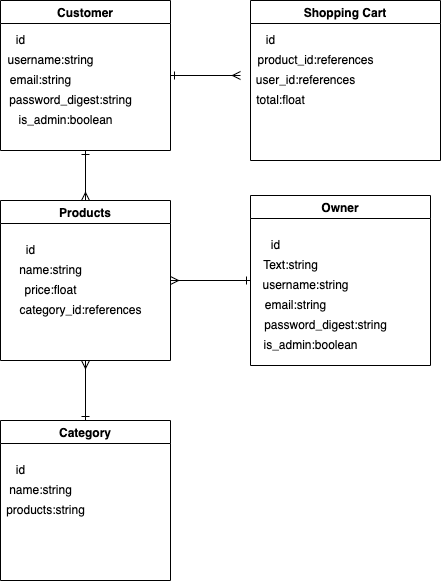 Customer
id
username:string
email:string
password_digest:string
is_admin:boolean
Shopping Cart
id
product_id:references
user_id:references
total:float
Products
id
name:string
price:float
category_id:references
Owner
id
Text:string
username:string
email:string
password_digest:string
is_admin:boolean
Category
id
name:string
products:string